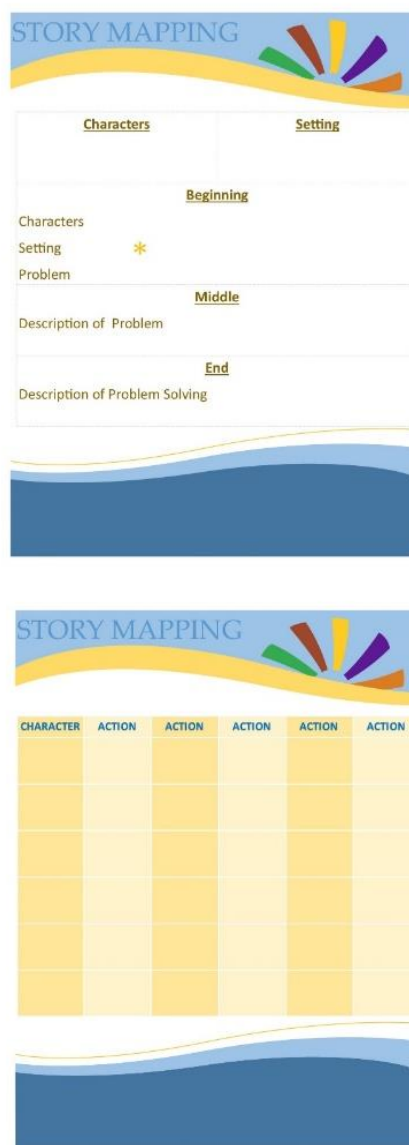 STORY MAPPING
Characters Setting
Beginning
Characters
Setting *
Problem
Middle
Description of Problem
End
Description of Problem Solving
STORY MAPPING
CHARACTER ACTION ACTION ACTION ACTION ACTION